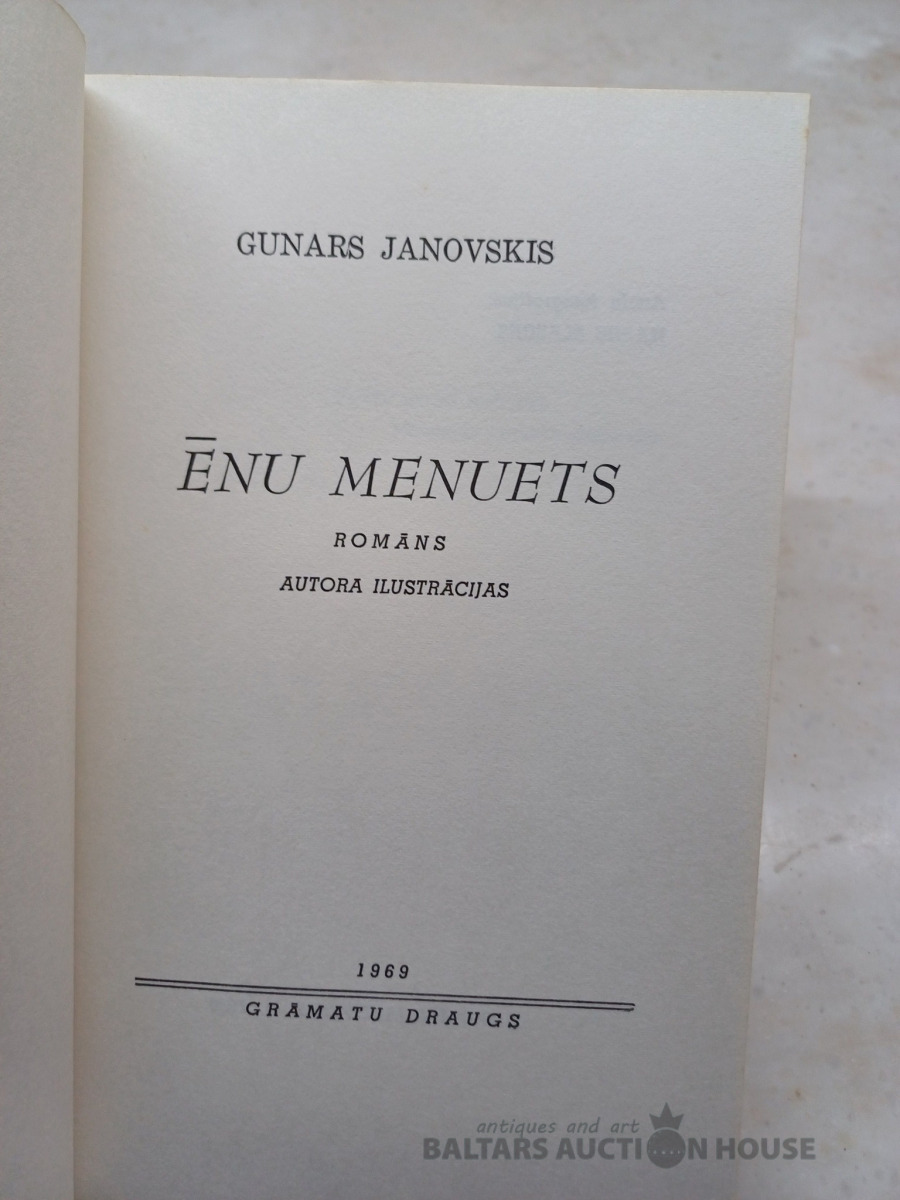 GUNARS JANOVSKIS
ĒNU MENUETS
ROMĀNS
AUTORA ILUSTRĀCIJAS
1969
GRĀMATU DRAUGS
antiques and art
BALTARS AUCTION HOUSE